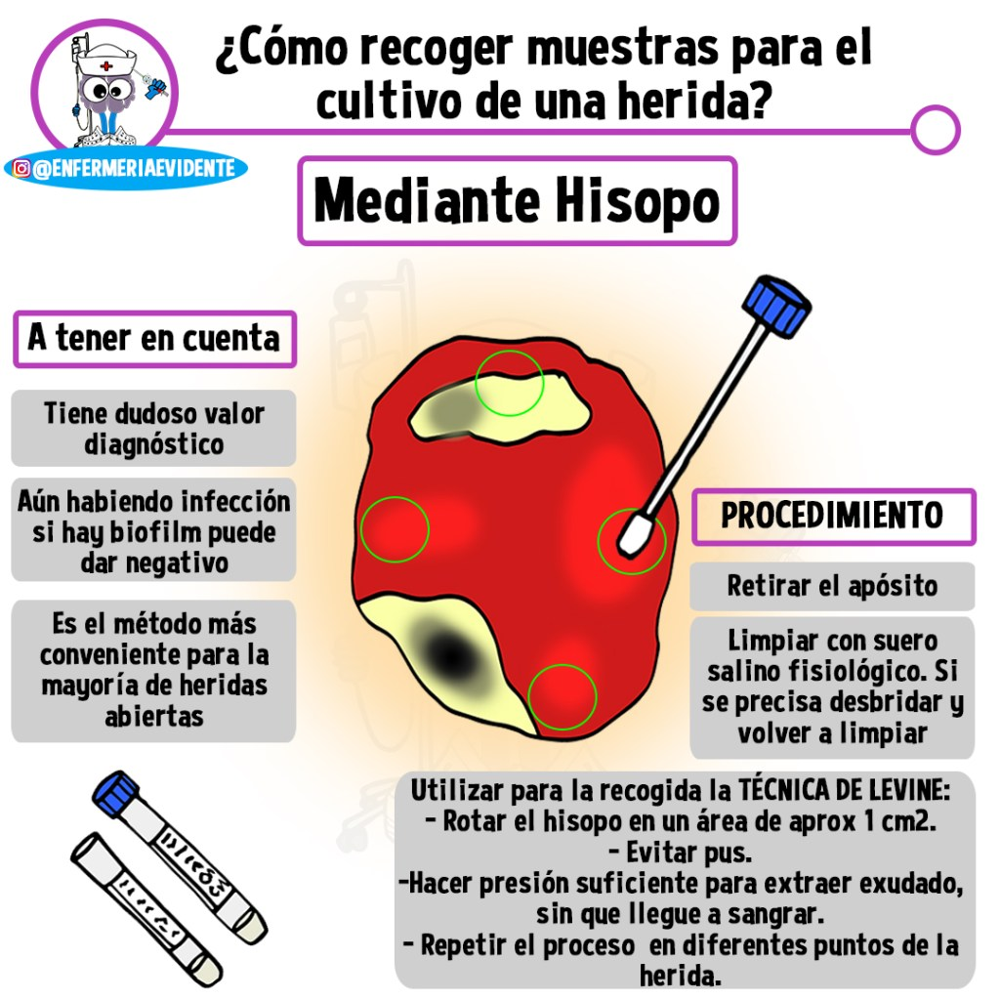 ¿Cómo recoger muestras para el
cultivo de una herida?
@ENFERMERIAEVIDENTE
Mediante Hisopo
A tener en cuenta
Tiene dudoso valor
diagnóstico
Aún habiendo infección
si hay biofilm puede
dar negativo
Es el método más
conveniente para la
mayoría de heridas
abiertas
PROCEDIMIENTO
Retirar el apósito
Limpiar con suero
salino fisiológico. Si
se precisa desbridar y
volver a limpiar
Utilizar para la recogida la TÉCNICA DE LEVINE:
- Rotar el hisopo en un área de aprox 1 cm2.
- Evitar pus.
-Hacer presión suficiente para extraer exudado,
sin que llegue a sangrar.
- Repetir el proceso en diferentes puntos de la
herida.